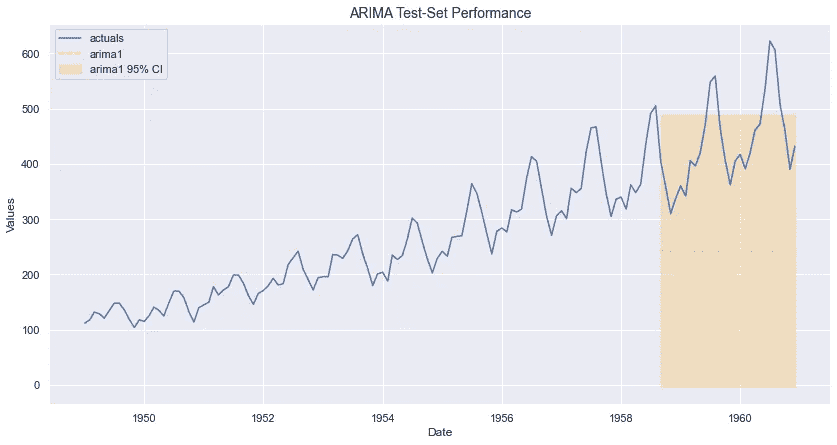 ARIMA Test-Set Performance
actuals
arima1
arima1 95% CI
600
500
400
300
200
100
0
Values
1950 1952 1954 1956 1958 1960
Date